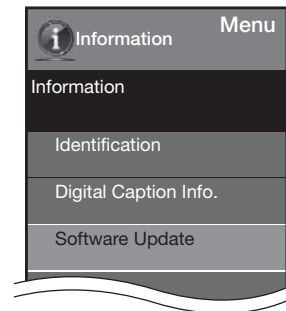 Menu
Information
Information
Identification
Digital Caption Info.
Software Update